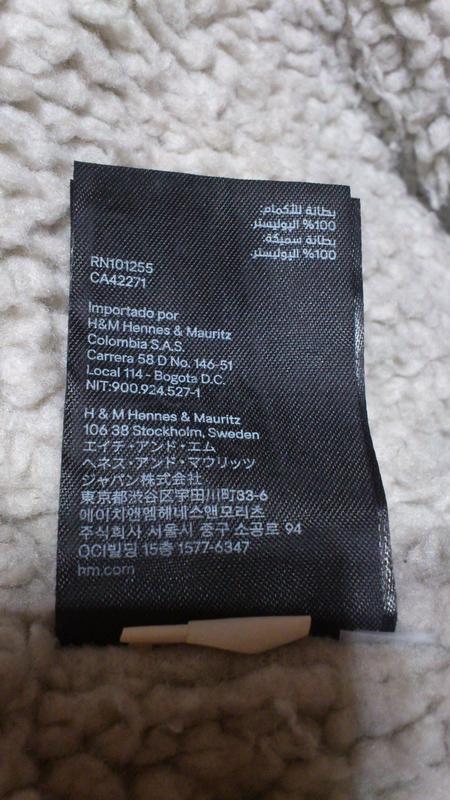 بطانة للأكمام:
100% البوليستر.
بطانة سميكة:
100% البوليستر.
RN101255
CA42271
Importado por
H&M Hennes & Mauritz
Colombia S.A.S.
Carrera 58 D No. 146-51
Local 114 - Bogota D.C.
NIT:900.924.527-1
H & M Hennes & Mauritz
106 38 Stockholm, Sweden
エイチ・アンド・エム
ヘネス・アンド・マウリッツ
ジャパン株式会社
東京都渋谷区宇田川町33-6
에이치앤엠헤네스앤모리츠
주식회사 서울시 중구 소공로 94
OCI빌딩 15층 1577-6347
hm.com